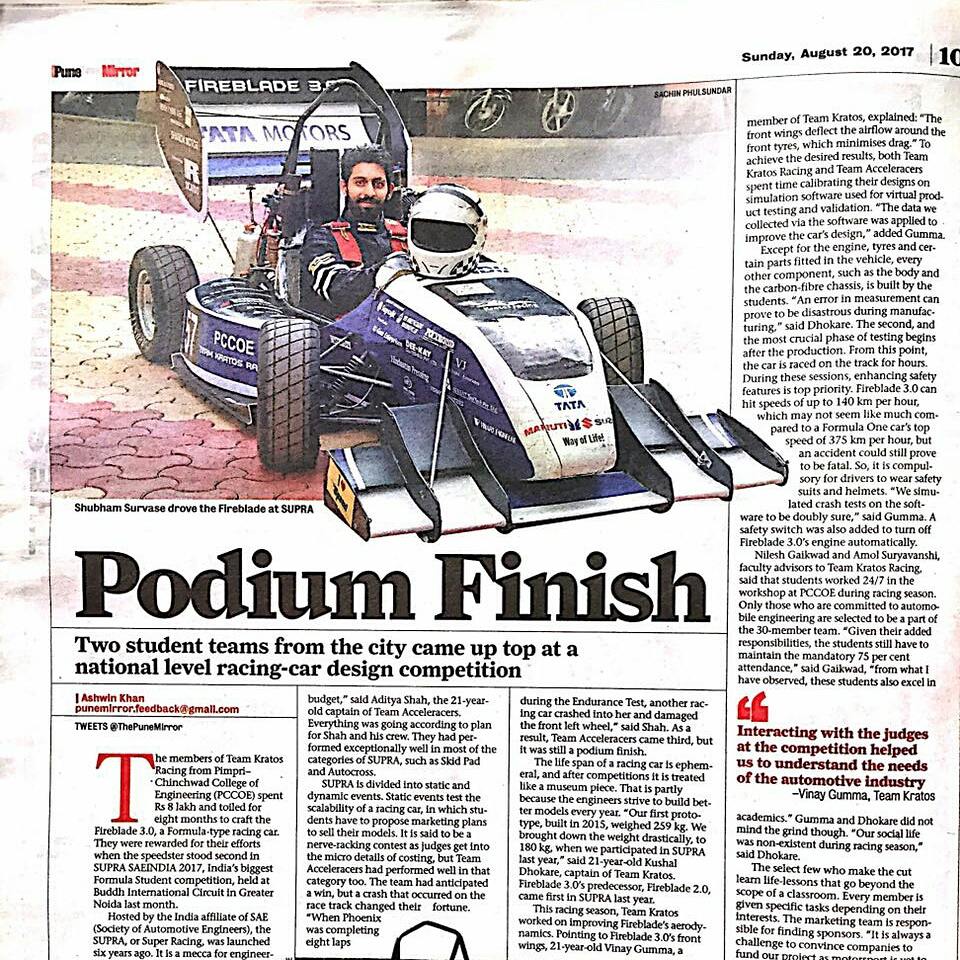 Pune Mirror
Sunday, August 20, 2017 | 10
SACHIN PHULSUNDAR
FIREBLADE 3.0
TATA MOTORS
R
PCCOE
TEAM KRATOS RA
VJ
TATA
MARUTI SUZ
Way of Life!
Shubham Survase drove the Fireblade at SUPRA
Podium Finish
Two student teams from the city came up top at a
national level racing-car design competition
| Ashwin Khan
punemirror.feedback@gmail.com
TWEETS @ThePuneMirror
The members of Team Kratos
Racing from Pimpri-
Chinchwad College of
Engineering (PCCOE) spent
Rs 8 lakh and toiled for
eight months to craft the
Fireblade 3.0, a Formula-type racing car.
They were rewarded for their efforts
when the speedster stood second in
SUPRA SAEINDIA 2017, India's biggest
Formula Student competition, held at
Buddh International Circuit in Greater
Noida last month.
Hosted by the India affiliate of SAE
(Society of Automotive Engineers), the
SUPRA, or Super Racing, was launched
six years ago. It is a mecca for engineer-
budget," said Aditya Shah, the 21-year-
old captain of Team Acceleracers.
Everything was going according to plan
for Shah and his crew. They had per-
formed exceptionally well in most of the
categories of SUPRA, such as Skid Pad
and Autocross.
SUPRA is divided into static and
dynamic events. Static events test the
scalability of a racing car, in which stu-
dents have to propose marketing plans
to sell their models. It is said to be a
nerve-racking contest as judges get into
the micro details of costing, but Team
Acceleracers had performed well in that
category too. The team had anticipated
a win, but a crash that occurred on the
race track changed their fortune.
"When Phoenix
was completing
eight laps
during the Endurance Test, another rac-
ing car crashed into her and damaged
the front left wheel," said Shah. As a
result, Team Acceleracers came third, but
it was still a podium finish.
The life span of a racing car is ephem-
eral, and after competitions it is treated
like a museum piece. That is partly
because the engineers strive to build bet-
ter models every year. "Our first proto-
type, built in 2015, weighed 259 kg. We
brought down the weight drastically, to
180 kg, when we participated in SUPRA
last year," said 21-year-old Kushal
Dhokare, captain of Team Kratos.
Fireblade 3.0's predecessor, Fireblade 2.0,
came first in SUPRA last year.
This racing season, Team Kratos
worked on improving Fireblade's aerody-
namics. Pointing to Fireblade 3.0's front
wings, 21-year-old Vinay Gumma, a
member of Team Kratos, explained: "The
front wings deflect the airflow around the
front tyres, which minimises drag." To
achieve the desired results, both Team
Kratos Racing and Team Acceleracers
spent time calibrating their designs on
simulation software used for virtual prod-
uct testing and validation. "The data we
collected via the software was applied to
improve the car's design," added Gumma.
Except for the engine, tyres and cer-
tain parts fitted in the vehicle, every
other component, such as the body and
the carbon-fibre chassis, is built by the
students. "An error in measurement can
prove to be disastrous during manufac-
turing," said Dhokare. The second, and
the most crucial phase of testing begins
after the production. From this point,
the car is raced on the track for hours.
During these sessions, enhancing safety
features is top priority. Fireblade 3.0 can
hit speeds of up to 140 km per hour,
which may not seem like much com-
pared to a Formula One car's top
speed of 375 km per hour, but
an accident could still prove
to be fatal. So, it is compul-
sory for drivers to wear safety
suits and helmets. "We simu-
lated crash tests on the soft-
ware to be doubly sure," said Gumma. A
safety switch was also added to turn off
Fireblade 3.0's engine automatically.
Nilesh Gaikwad and Amol Suryavanshi,
faculty advisors to Team Kratos Racing,
said that students worked 24/7 in the
workshop at PCCOE during racing season.
Only those who are committed to automo-
bile engineering are selected to be a part of
the 30-member team. "Given their added
responsibilities, the students still have to
maintain the mandatory 75 per cent
attendance," said Gaikwad, "from what I
have observed, these students also excel in
“
Interacting with the judges
at the competition helped
us to understand the needs
of the automotive industry
–Vinay Gumma, Team Kratos
academics." Gumma and Dhokare did not
mind the grind though. "Our social life
was non-existent during racing season,"
said Dhokare.
The select few who make the cut
learn life-lessons that go beyond the
scope of a classroom. Every member is
given specific tasks depending on their
interests. The marketing team is respon-
sible for finding sponsors. "It is always a
challenge to convince companies to
fund our project as motorsport is yet to